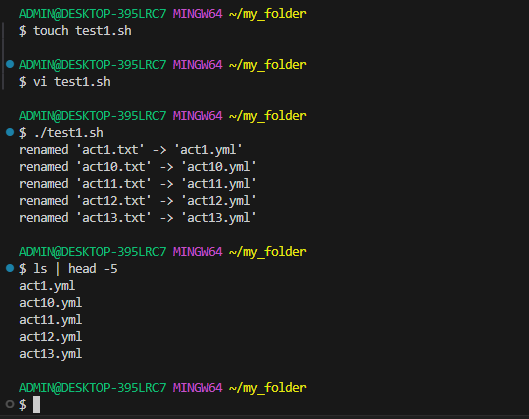 ADMIN@DESKTOP-395LRC7 MINGW64 ~/my_folder
$ touch test1.sh
ADMIN@DESKTOP-395LRC7 MINGW64 ~/my_folder
$ vi test1.sh
ADMIN@DESKTOP-395LRC7 MINGW64 ~/my_folder
$ ./test1.sh
renamed 'act1.txt' -> 'act1.yml'
renamed 'act10.txt' -> 'act10.yml'
renamed 'act11.txt' -> 'act11.yml'
renamed 'act12.txt' -> 'act12.yml'
renamed 'act13.txt' -> 'act13.yml'
ADMIN@DESKTOP-395LRC7 MINGW64 ~/my_folder
$ ls | head -5
act1.yml
act10.yml
act11.yml
act12.yml
act13.yml
ADMIN@DESKTOP-395LRC7 MINGW64 ~/my_folder
$